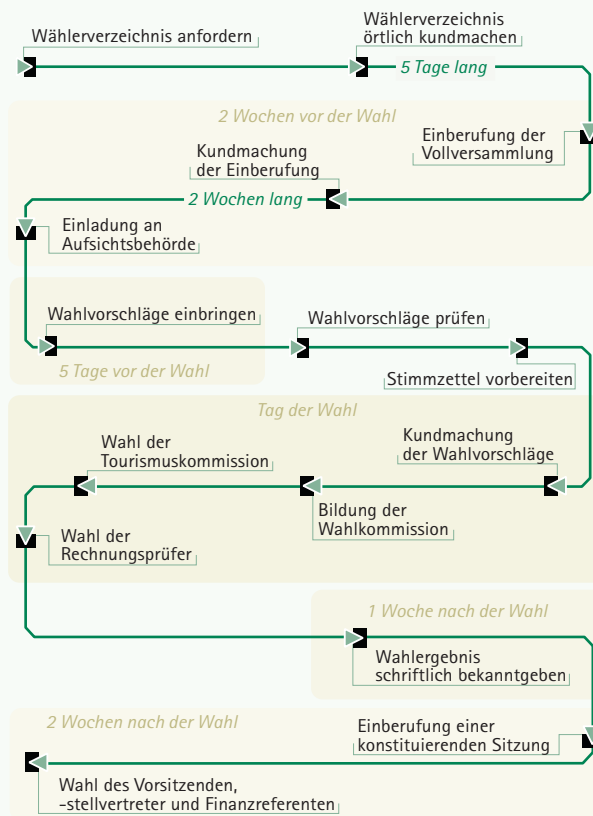 Wählerverzeichnis anfordern
Wählerverzeichnis
örtlich kundmachen
5 Tage lang
2 Wochen vor der Wahl
Einberufung der
Vollversammlung
Kundmachung
der Einberufung
2 Wochen lang
Einladung an
Aufsichtsbehörde
Wahlvorschläge einbringen
5 Tage vor der Wahl
Wahlvorschläge prüfen
Stimmzettel vorbereiten
Tag der Wahl
Kundmachung
der Wahlvorschläge
Bildung der
Wahlkommission
Wahl der
Tourismuskommission
Wahl der
Rechnungsprüfer
1 Woche nach der Wahl
Wahlergebnis
schriftlich bekanntgeben
2 Wochen nach der Wahl
Einberufung einer
konstituierenden Sitzung
Wahl des Vorsitzenden,
-stellvertreter und Finanzreferenten